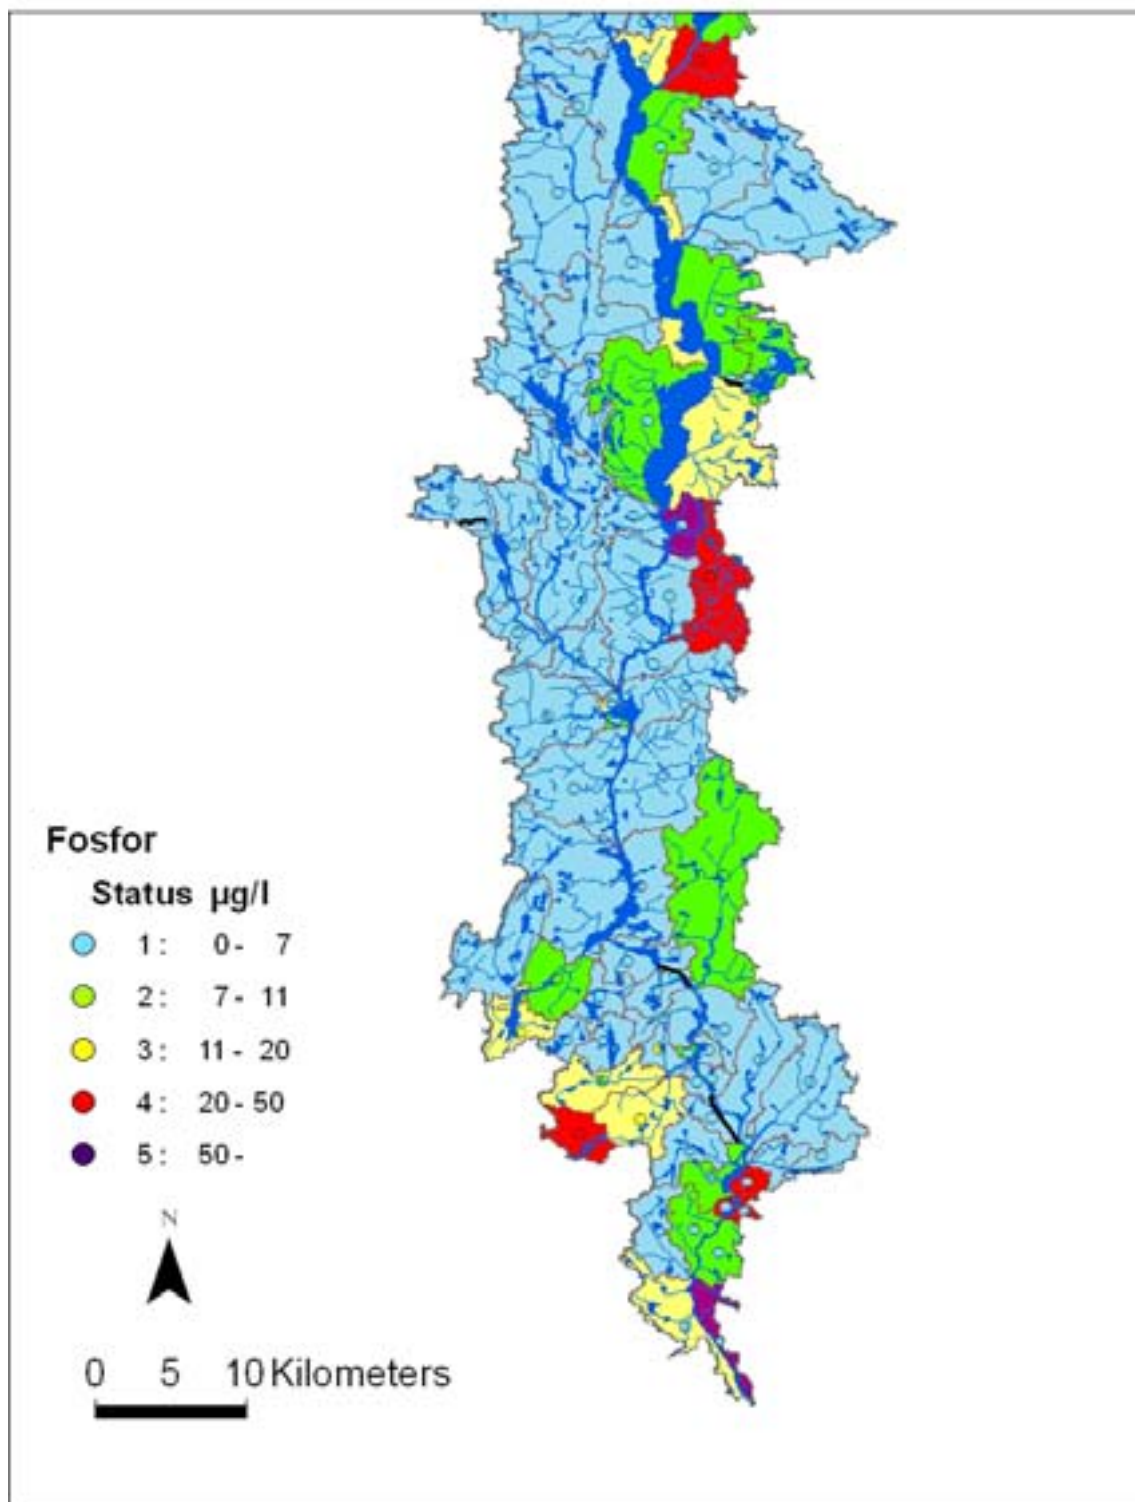 Fosfor
Status µg/l
1: 0- 7
2: 7- 11
3: 11- 20
4: 20-50
5: 50-
N
0 5 10 Kilometers